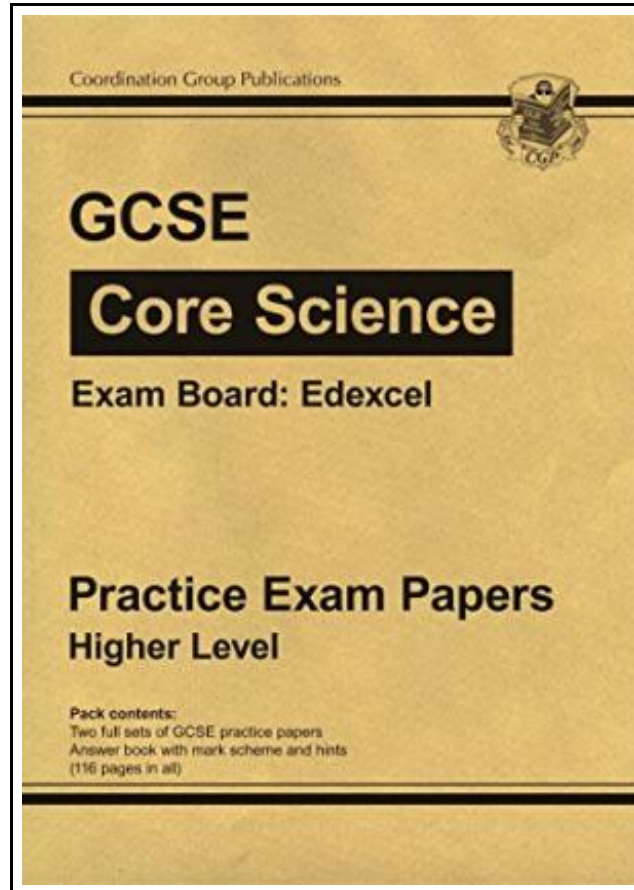 Coordination Group Publications
CGP
GCSE
Core Science
Exam Board: Edexcel
Practice Exam Papers
Higher Level
Pack contents:
Two full sets of GCSE practice papers
Answer book with mark scheme and hints
(116 pages in all)